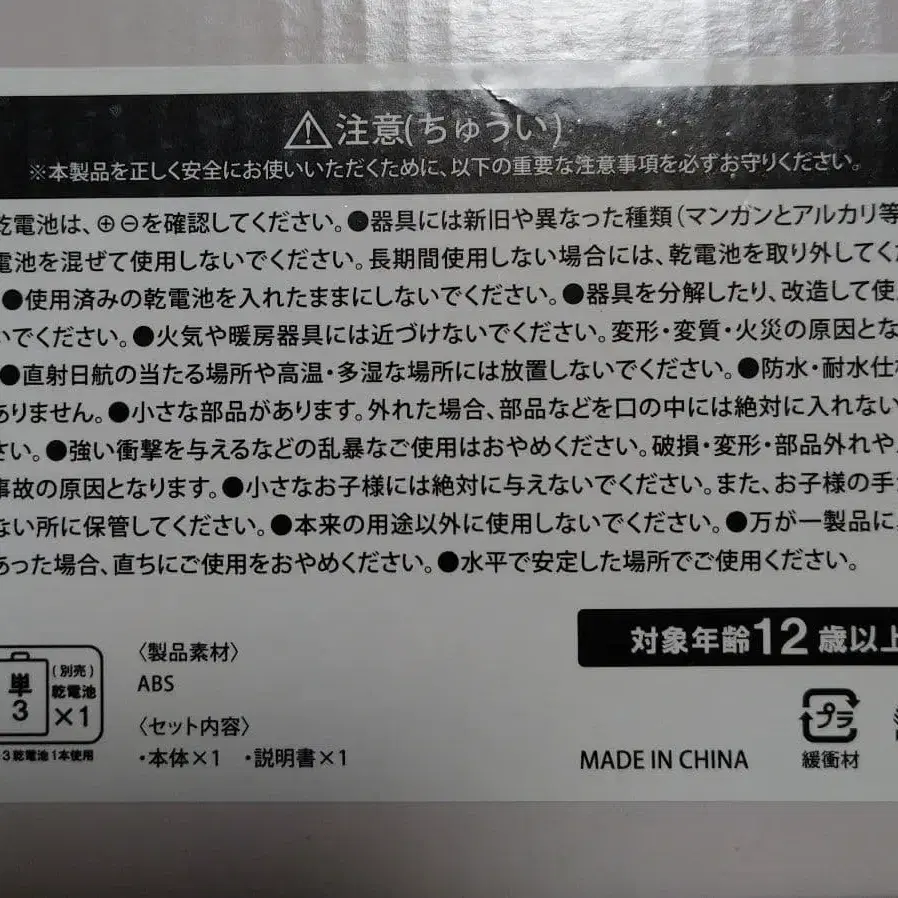 ⚠注意(ちゅうい)
※本製品を正しく安全にお使いいただくために、以下の重要な注意事項を必ずお守りください。
乾電池は、⊕⊖を確認してください。●器具には新旧や異なった種類(マンガンとアルカリ等
電池を混ぜて使用しないでください。長期間使用しない場合には、乾電池を取り外してくだ
●使用済みの乾電池を入れたままにしないでください。●器具を分解したり、改造して使
いでください。●火気や暖房器具には近づけないでください。変形・変質・火災の原因とな
●直射日航の当たる場所や高温・多湿な場所には放置しないでください。●防水・耐水仕様
ありません。●小さな部品があります。外れた場合、部品などを口の中には絶対に入れない
さい。●強い衝撃を与えるなどの乱暴なご使用はおやめください。破損・変形・部品外れや
事故の原因となります。●小さなお子様には絶対に与えないでください。また、お子様の手
ない所に保管してください。●本来の用途以外に使用しないでください。●万が一製品に
あった場合、直ちにご使用をおやめください。●水平で安定した場所でご使用ください。
対象年齢12歳以上
単3
(別売)
乾電池
×1
3乾電池1本使用
〈製品素材〉
ABS
〈セット内容〉
・本体×1 ・説明書×1
MADE IN CHINA
プラ
緩衝材